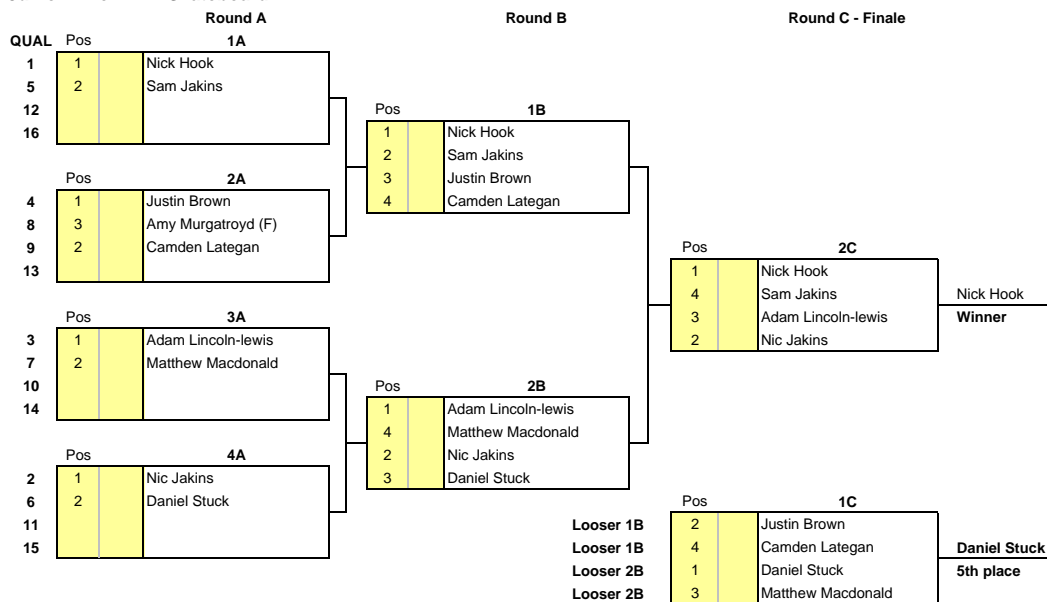 Round A Round B Round C - Finale
QUAL Pos 1A
1 1 Nick Hook
5 2 Sam Jakins
12
16
Pos 2A
4 1 Justin Brown
8 3 Amy Murgatroyd (F)
9 2 Camden Lategan
13
Pos 3A
3 1 Adam Lincoln-lewis
7 2 Matthew Macdonald
10
14
Pos 4A
2 1 Nic Jakins
6 2 Daniel Stuck
11
15
Pos 1B
1 Nick Hook
2 Sam Jakins
3 Justin Brown
4 Camden Lategan
Pos 2B
1 Adam Lincoln-lewis
4 Matthew Macdonald
2 Nic Jakins
3 Daniel Stuck
Pos 2C
1 Nick Hook
4 Sam Jakins
3 Adam Lincoln-lewis
2 Nic Jakins
Nick Hook
Winner
Pos 1C
Looser 1B 2 Justin Brown
Looser 1B 4 Camden Lategan
Looser 2B 1 Daniel Stuck
Looser 2B 3 Matthew Macdonald
Daniel Stuck
5th place